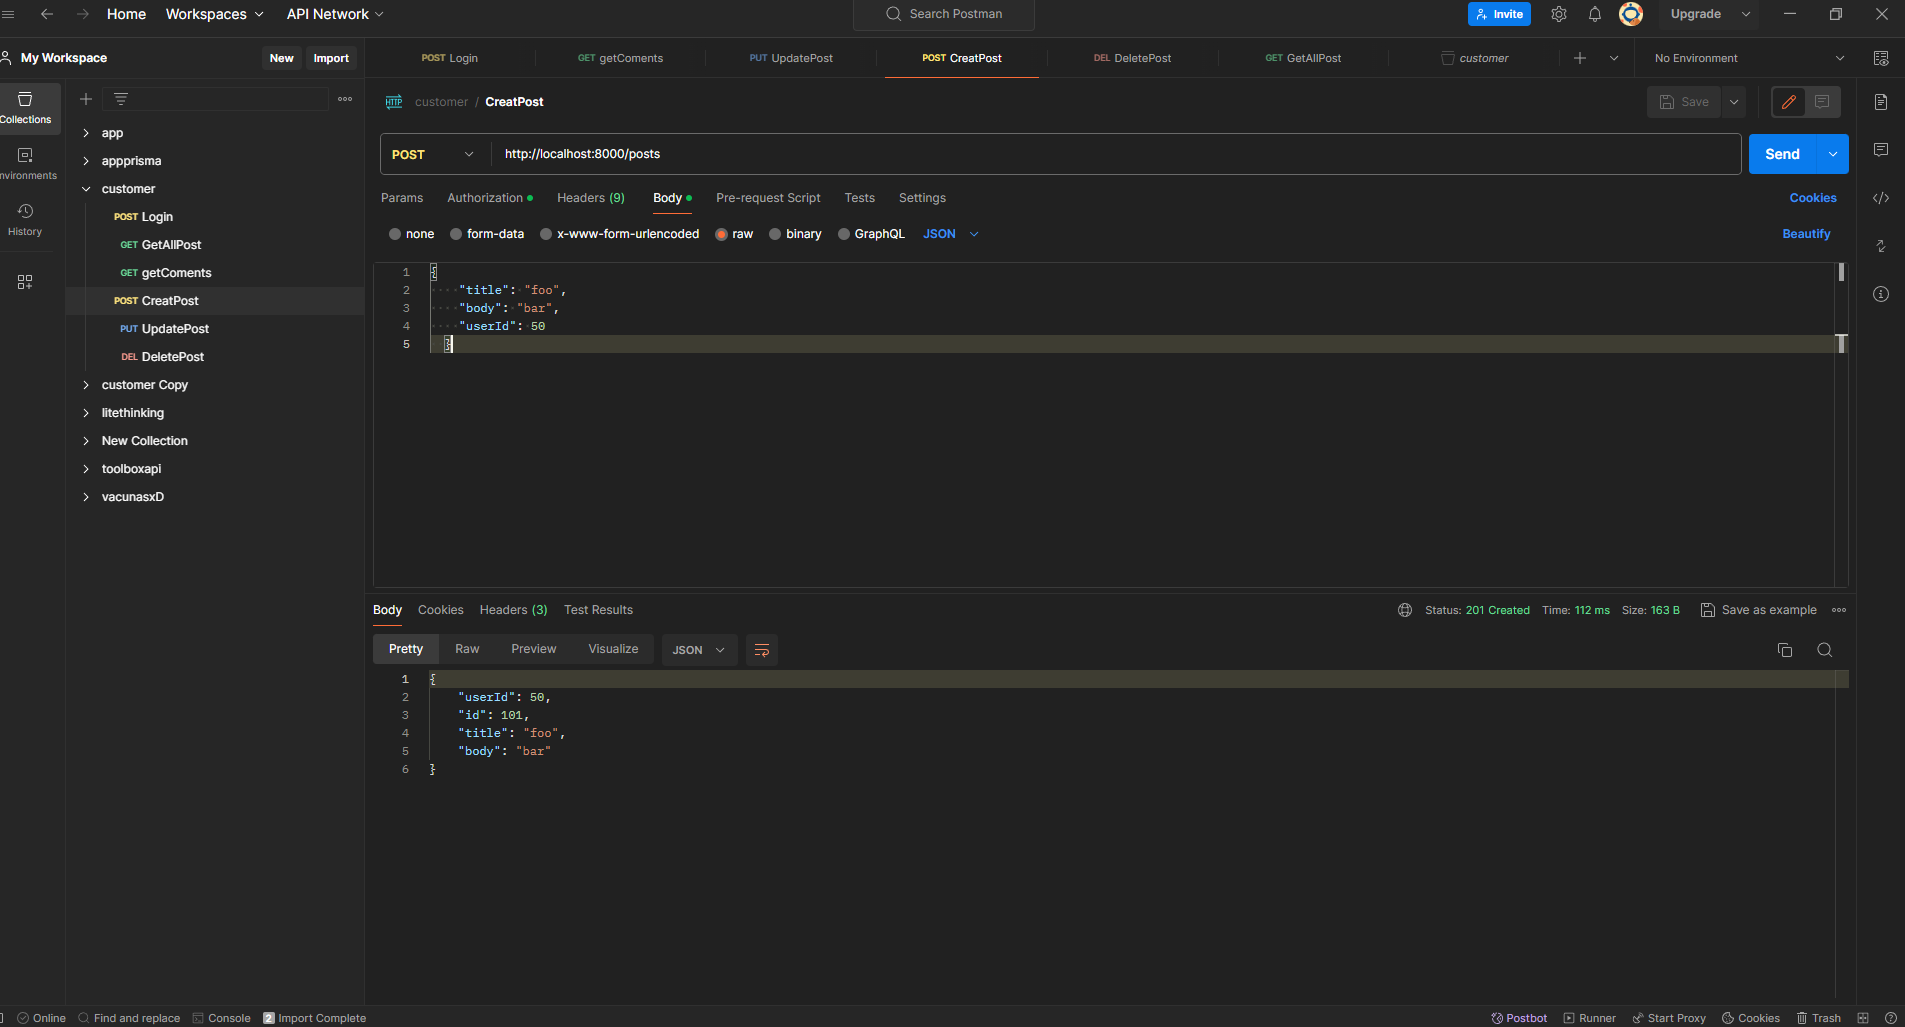 Home Workspaces API Network Search Postman Invite Upgrade
My Workspace New Import
POST Login GET getComents PUT UpdatePost POST CreatPost DEL DeletePost GET GetAllPost customer No Environment
Collections
nvironments
History
app
appprisma
customer
POST Login
GET GetAllPost
GET getComents
POST CreatPost
PUT UpdatePost
DEL DeletePost
customer Copy
litethinking
New Collection
toolboxapi
vacunasxD
HTTP customer / CreatPost Save
POST http://localhost:8000/posts Send
Params Authorization Headers (9) Body Pre-request Script Tests Settings Cookies
none form-data x-www-form-urlencoded raw binary GraphQL JSON Beautify
1 {
2 "title": "foo",
3 "body": "bar",
4 "userId": 50
5 }
Body Cookies Headers (3) Test Results Status: 201 Created Time: 112 ms Size: 163 B Save as example
Pretty Raw Preview Visualize JSON
1 {
2 "userId": 50,
3 "id": 101,
4 "title": "foo",
5 "body": "bar"
6 }
Online Find and replace Console 2 Import Complete Postbot Runner Start Proxy Cookies Trash